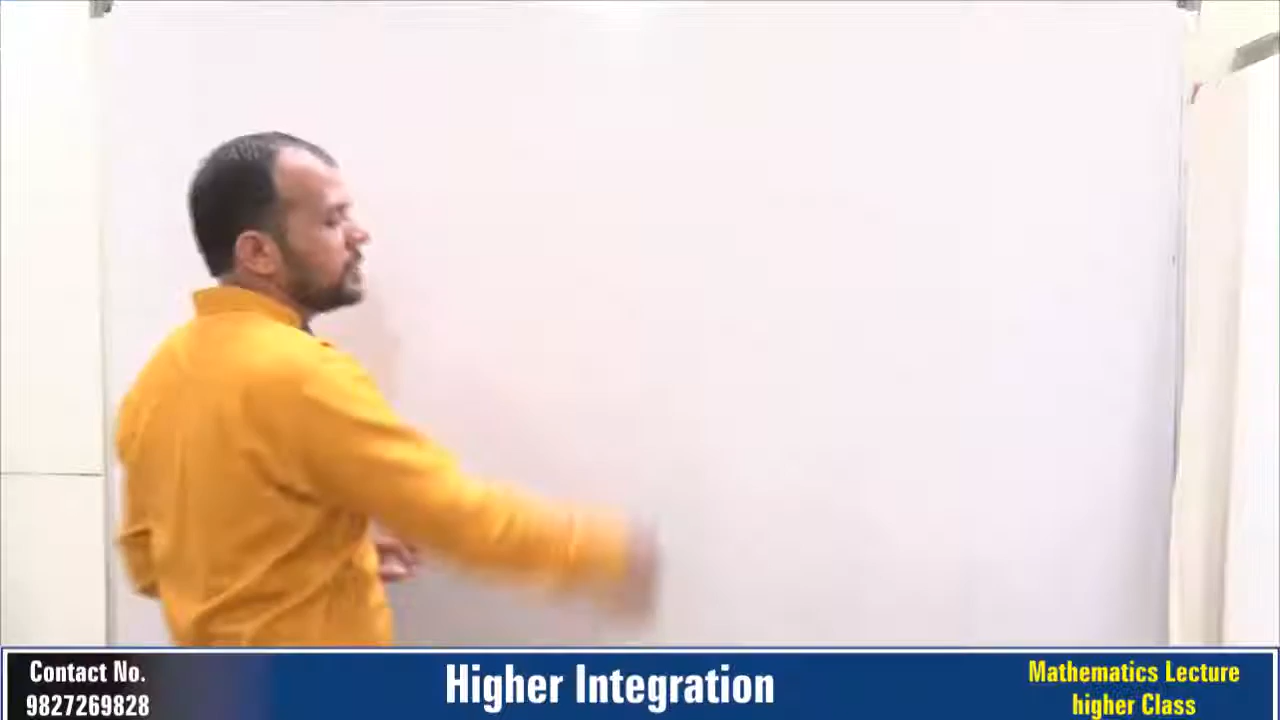 Contact No.
9827269828
Higher Integration
Mathematics Lecture
higher Class